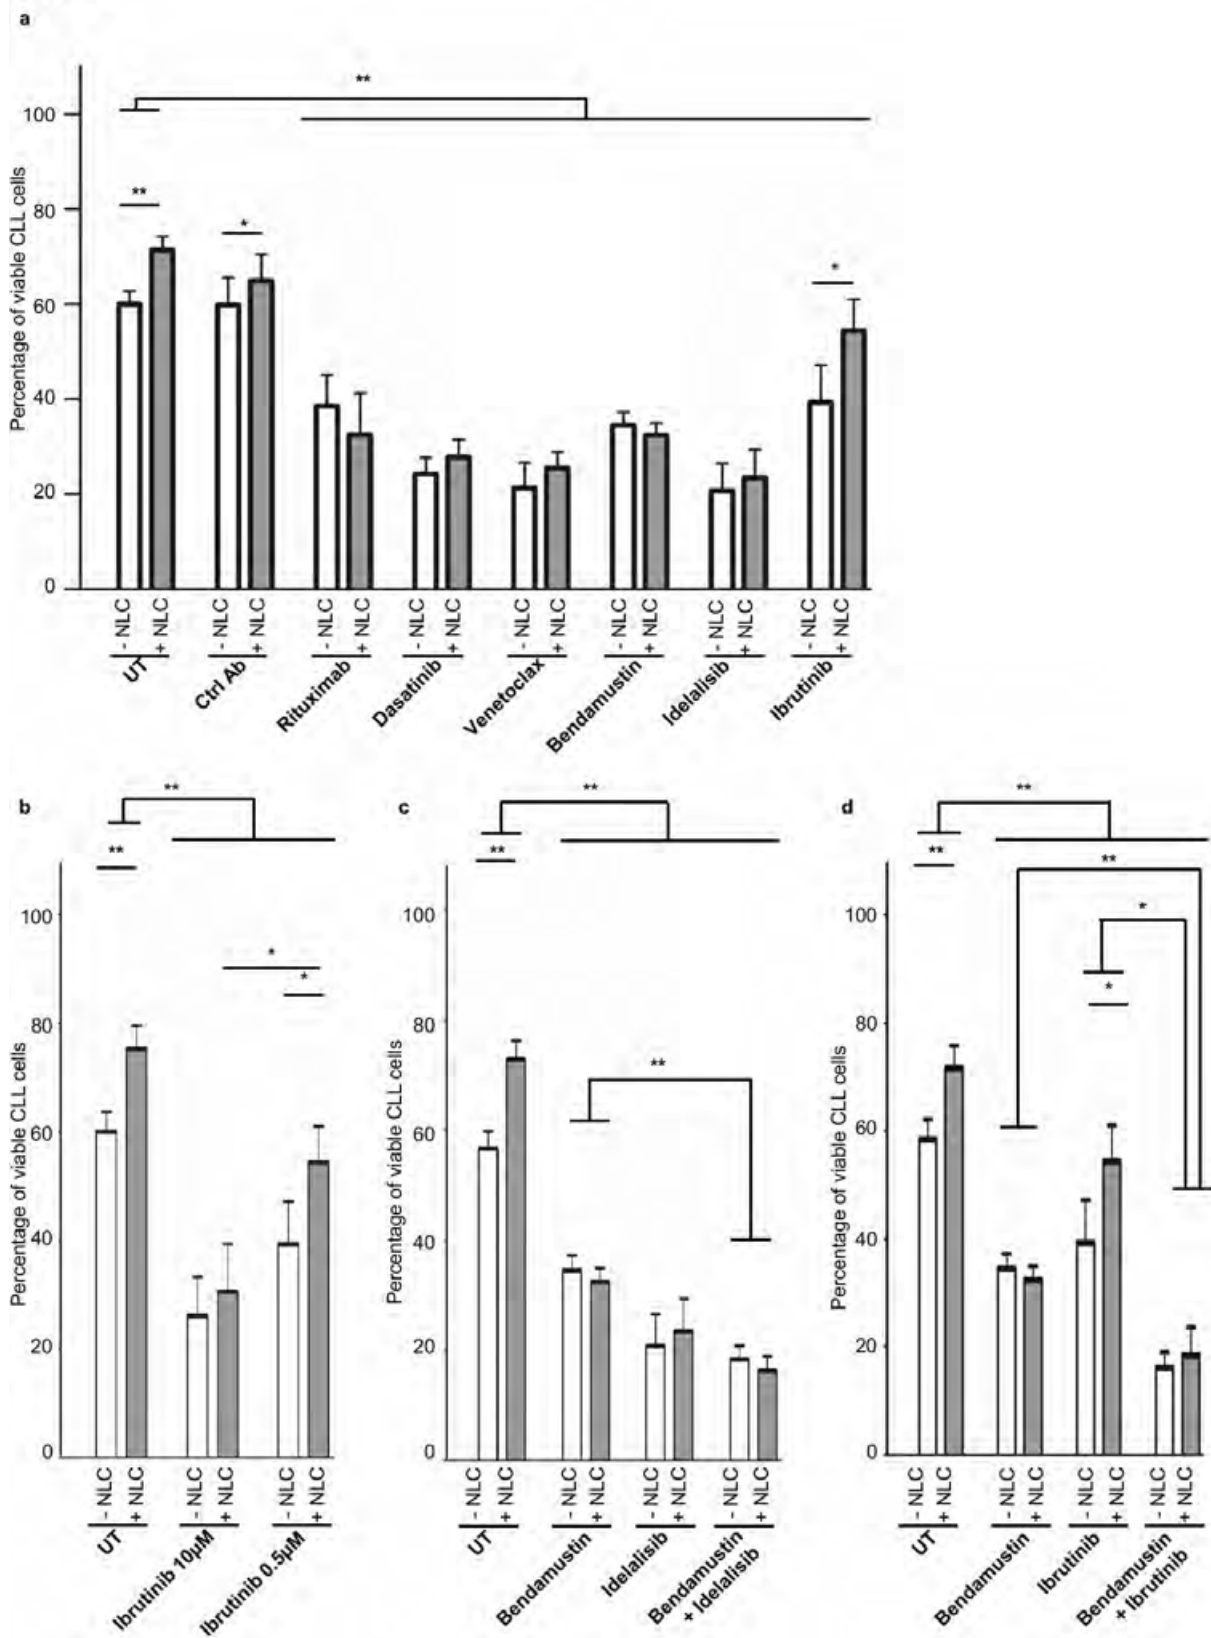 a
**
100
**
80
*
*
60
40
20
0
Percentage of viable CLL cells
- NLC
+ NLC
- NLC
+ NLC
- NLC
+ NLC
- NLC
+ NLC
- NLC
+ NLC
- NLC
+ NLC
- NLC
+ NLC
- NLC
+ NLC
UT
Ctrl Ab
Rituximab
Dasatinib
Venetoclax
Bendamustin
Idelalisib
Ibrutinib
b
**
**
100
*
*
80
60
40
20
0
Percentage of viable CLL cells
- NLC
+ NLC
- NLC
+ NLC
- NLC
+ NLC
UT
Ibrutinib 10µM
Ibrutinib 0.5µM
c
**
**
100
80
**
60
40
20
0
Percentage of viable CLL cells
- NLC
+ NLC
- NLC
+ NLC
- NLC
+ NLC
- NLC
+ NLC
UT
Bendamustin
Idelalisib
Bendamustin
+ Idelalisib
d
**
**
**
100
*
*
80
60
40
20
0
Percentage of viable CLL cells
- NLC
+ NLC
- NLC
+ NLC
- NLC
+ NLC
- NLC
+ NLC
UT
Bendamustin
Ibrutinib
Bendamustin
+ Ibrutinib